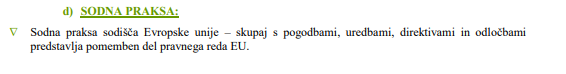 d) SODNA PRAKSA:
∇ Sodna praksa sodišča Evropske unije – skupaj s pogodbami, uredbami, direktivami in odločbami
predstavlja pomemben del pravnega reda EU.